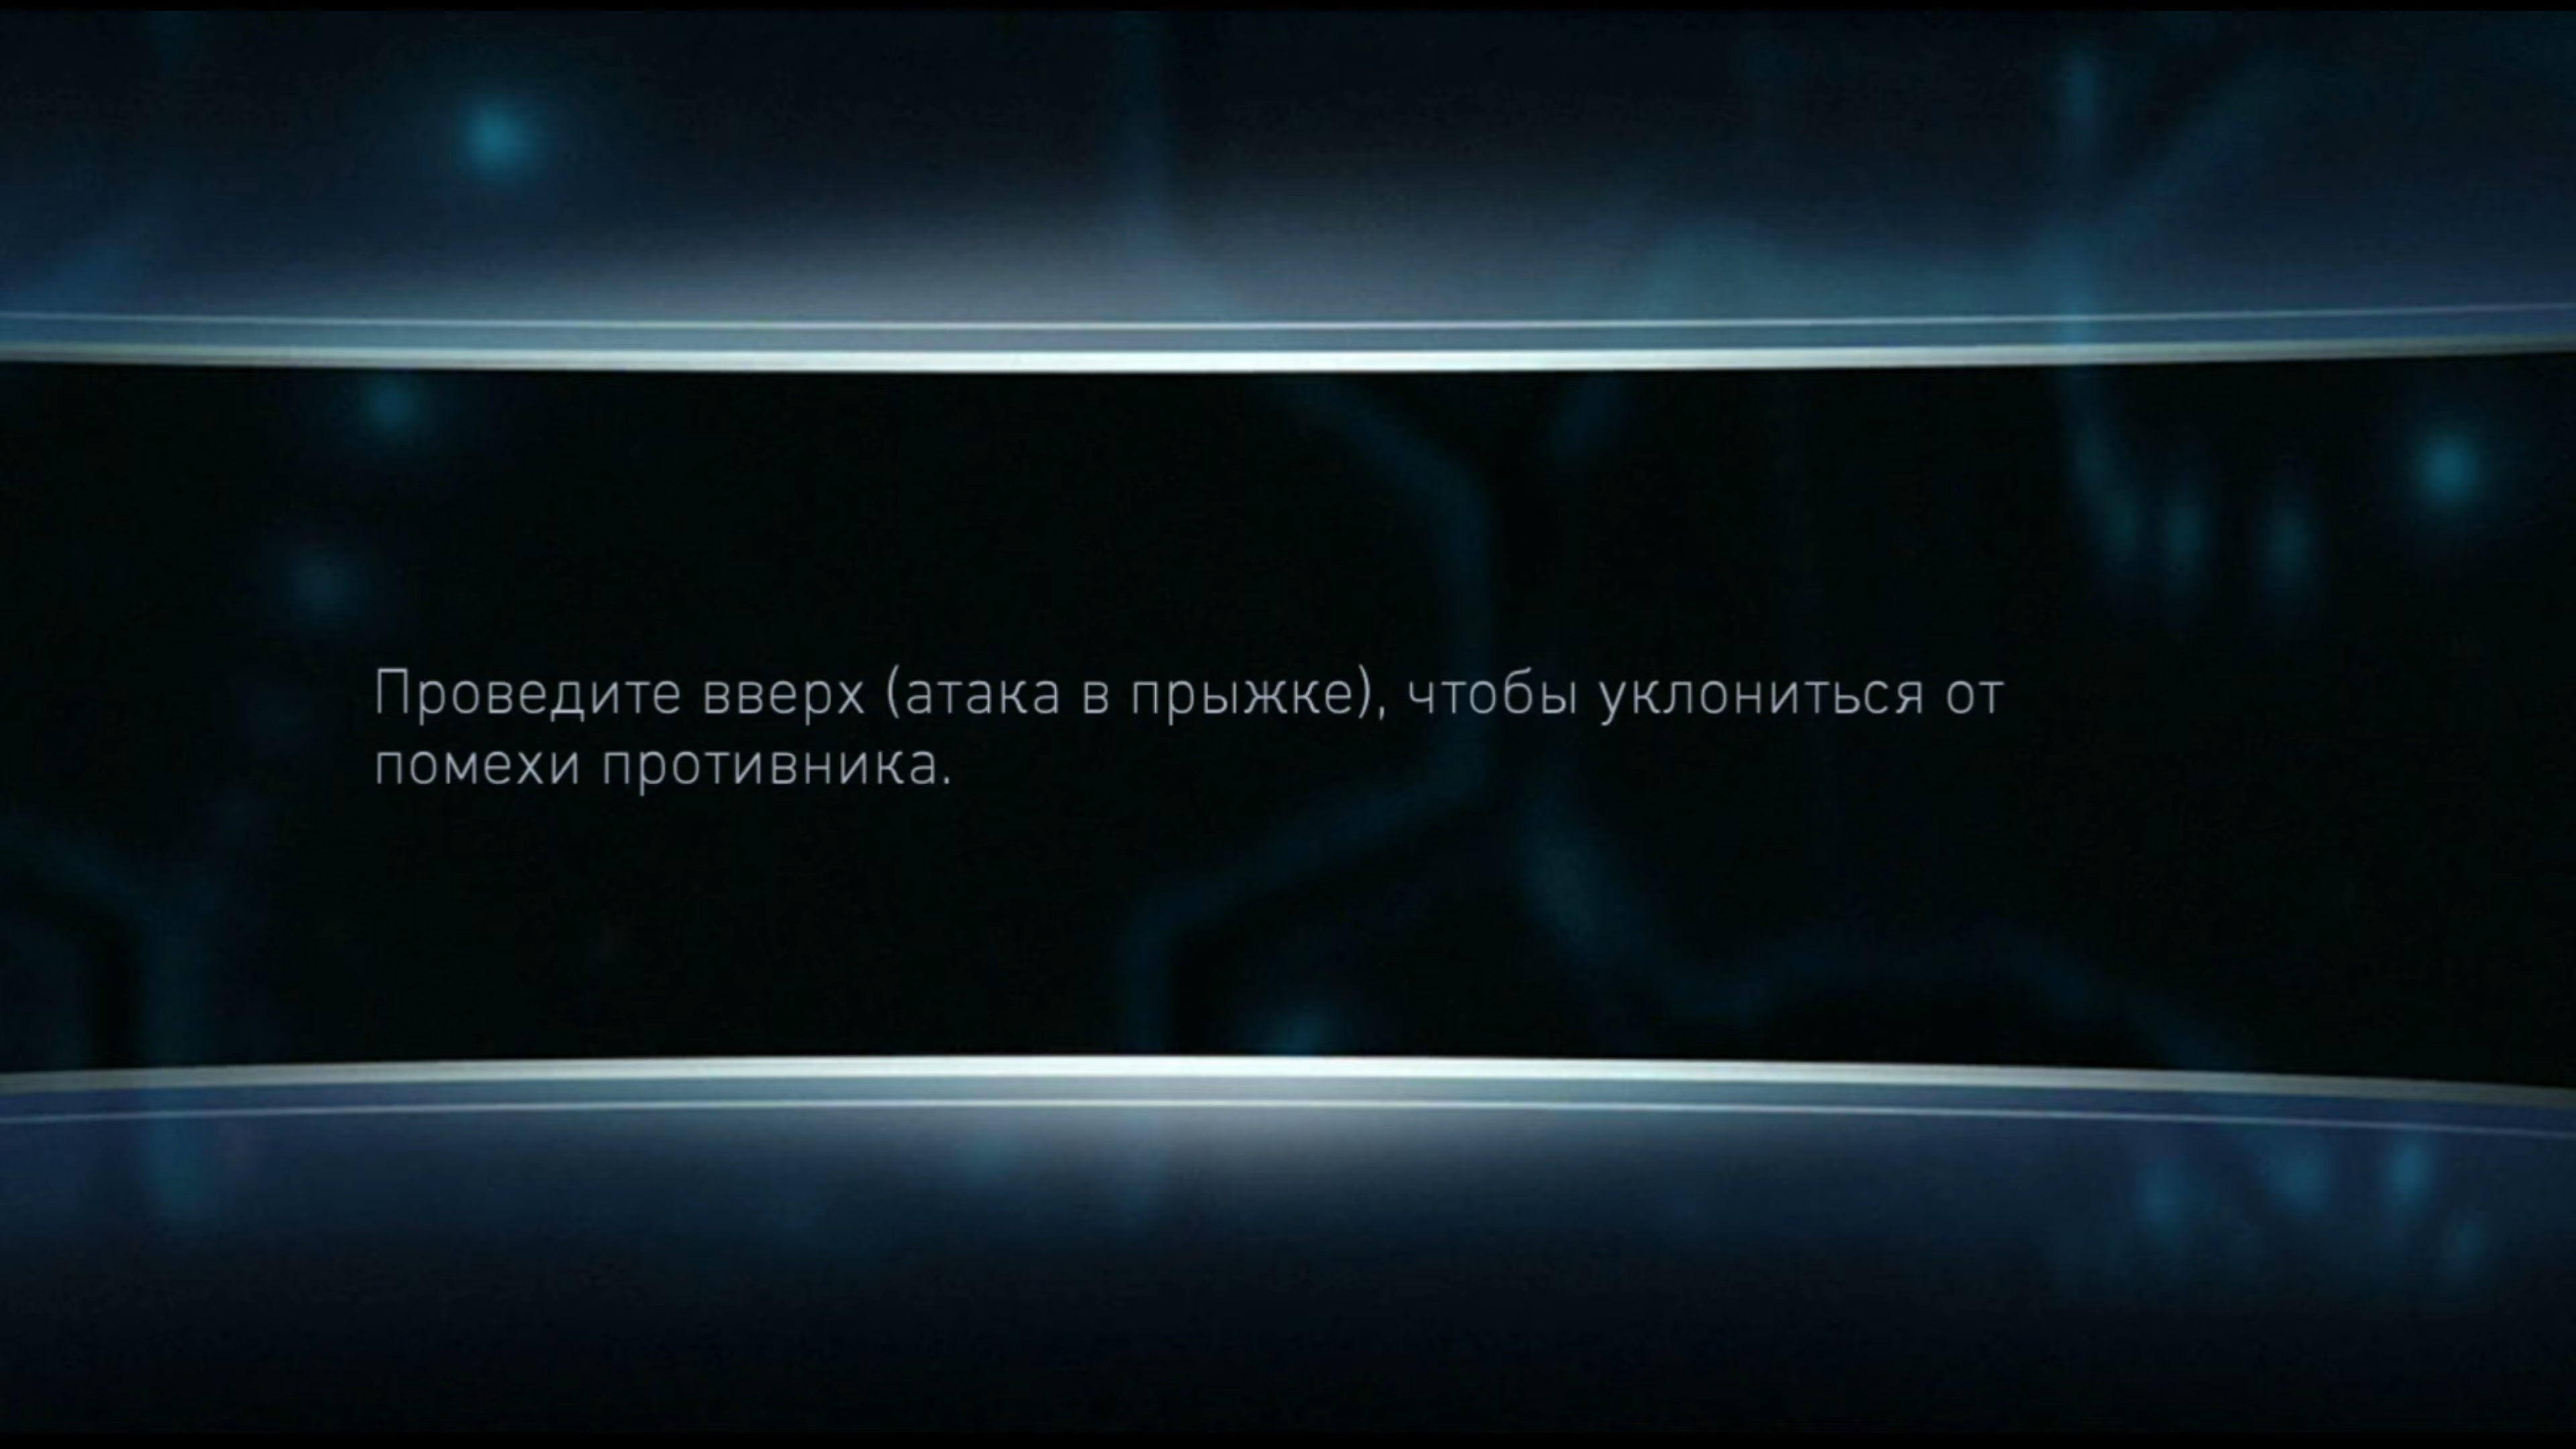 Проведите вверх (атака в прыжке), чтобы уклониться от
помехи противника.